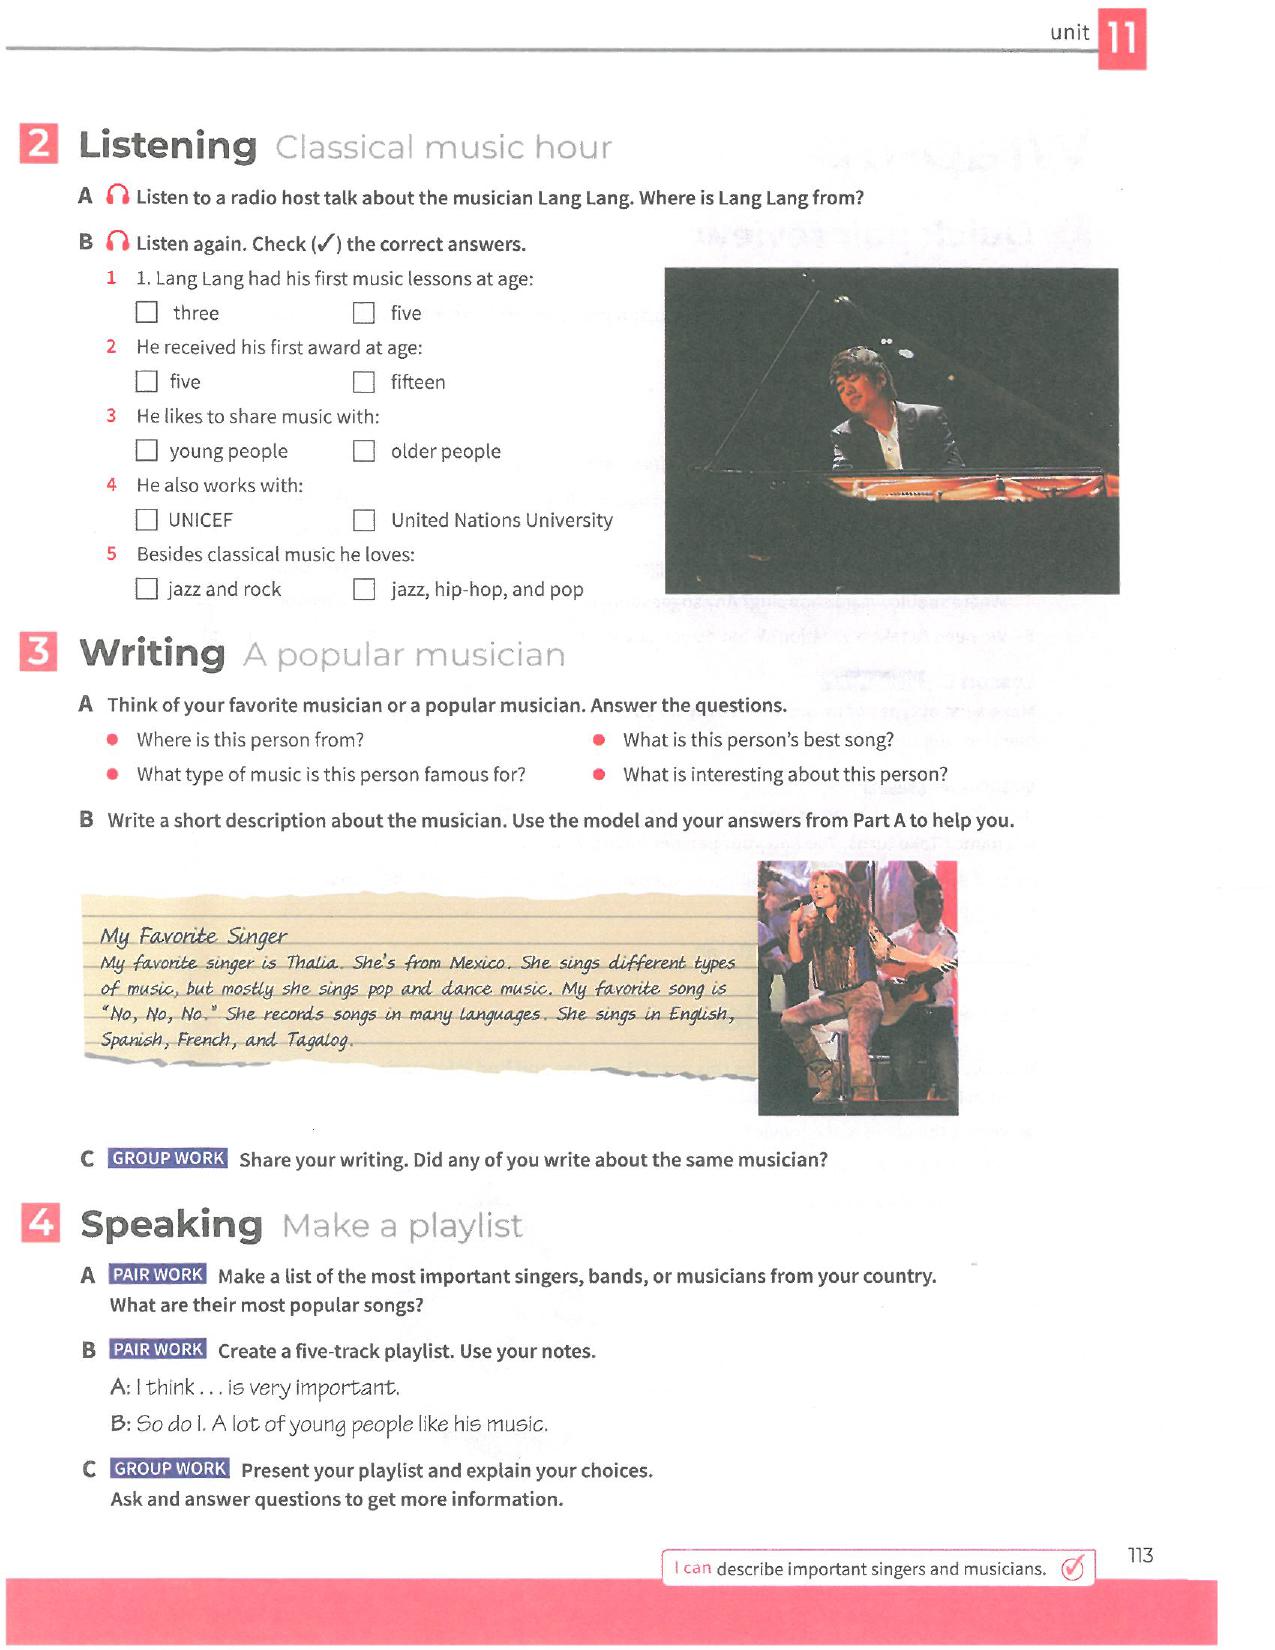 unit 11
2 Listening Classical music hour
A Listen to a radio host talk about the musician Lang Lang. Where is Lang Lang from?
B Listen again. Check (✓) the correct answers.
1 1. Lang Lang had his first music lessons at age:
three five
2 He received his first award at age:
five fifteen
3 He likes to share music with:
young people older people
4 He also works with:
UNICEF United Nations University
5 Besides classical music he loves:
jazz and rock jazz, hip-hop, and pop
3 Writing A popular musician
A Think of your favorite musician or a popular musician. Answer the questions.
• Where is this person from? • What is this person's best song?
• What type of music is this person famous for? • What is interesting about this person?
B Write a short description about the musician. Use the model and your answers from Part A to help you.
My Favorite Singer
My favorite singer is Thalia. She's from Mexico. She sings different types
of music, but mostly she sings pop and dance music. My favorite song is
"No, No, No." She records songs in many languages. She sings in English,
Spanish, French, and Tagalog.
C GROUP WORK Share your writing. Did any of you write about the same musician?
4 Speaking Make a playlist
A PAIR WORK Make a list of the most important singers, bands, or musicians from your country.
What are their most popular songs?
B PAIR WORK Create a five-track playlist. Use your notes.
A: I think . . . is very important.
B: So do I. A lot of young people like his music.
C GROUP WORK Present your playlist and explain your choices.
Ask and answer questions to get more information.
I can describe important singers and musicians.
113